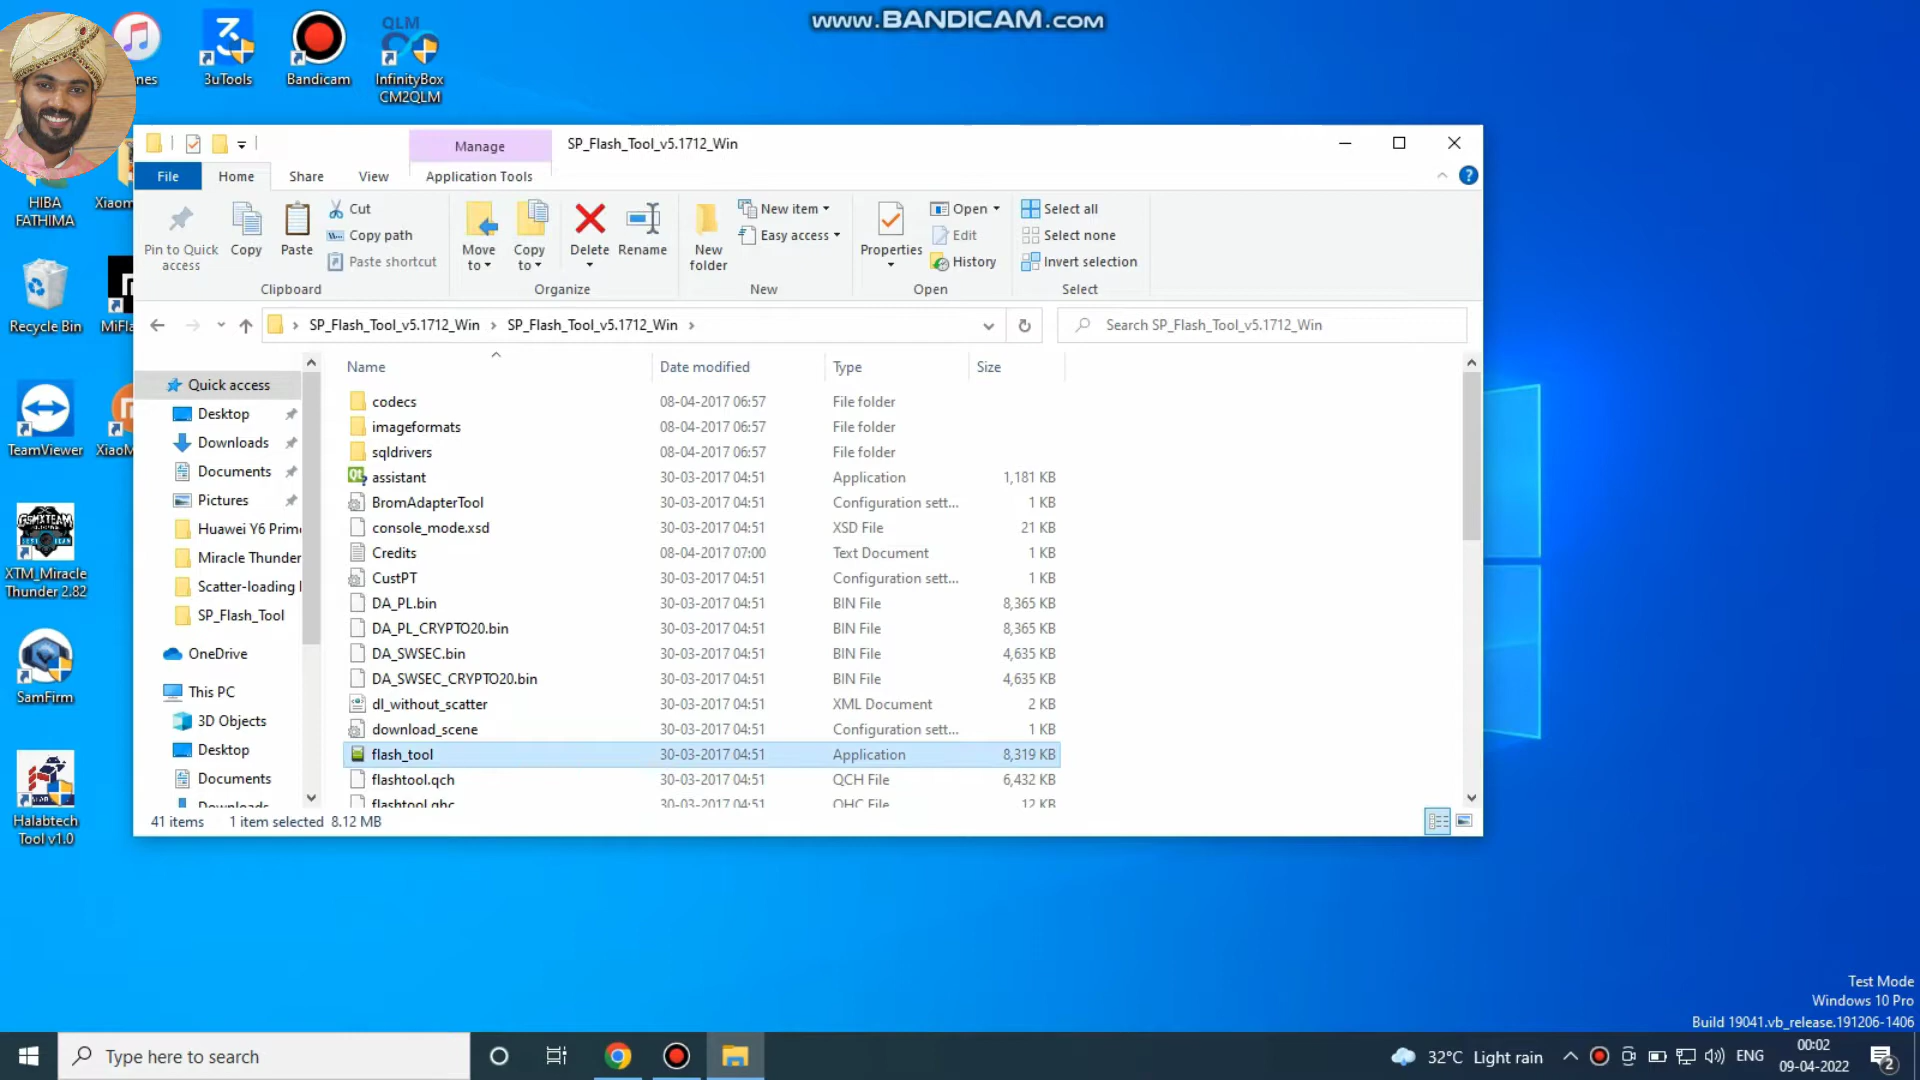 www.BANDICAM.com
nes
3uTools
Bandicam
QLM
InfinityBox
CM2QLM
Manage
SP_Flash_Tool_v5.1712_Win
File
Home
Share
View
Application Tools
Pin to Quick
access
Copy
Paste
Cut
Copy path
Paste shortcut
Clipboard
Move
to
Copy
to
Delete
Rename
Organize
New
folder
New item
Easy access
New
Properties
Open
Edit
History
Open
Select all
Select none
Invert selection
Select
SP_Flash_Tool_v5.1712_Win
SP_Flash_Tool_v5.1712_Win
Search SP_Flash_Tool_v5.1712_Win
HIBA
FATHIMA
Xiaom
Recycle Bin
MiFla
TeamViewer
XiaoM
GSMXTEAM
XTM_Miracle
Thunder 2.82
SamFirm
Halabtech
Tool v1.0
Quick access
Desktop
Downloads
Documents
Pictures
Huawei Y6 Prim
Miracle Thunder
Scatter-loading
SP_Flash_Tool
OneDrive
This PC
3D Objects
Desktop
Documents
Downloads
Name Date modified Type Size
codecs 08-04-2017 06:57 File folder
imageformats 08-04-2017 06:57 File folder
sqldrivers 08-04-2017 06:57 File folder
assistant 30-03-2017 04:51 Application 1,181 KB
BromAdapterTool 30-03-2017 04:51 Configuration sett... 1 KB
console_mode.xsd 30-03-2017 04:51 XSD File 21 KB
Credits 08-04-2017 07:00 Text Document 1 KB
CustPT 30-03-2017 04:51 Configuration sett... 1 KB
DA_PL.bin 30-03-2017 04:51 BIN File 8,365 KB
DA_PL_CRYPTO20.bin 30-03-2017 04:51 BIN File 8,365 KB
DA_SWSEC.bin 30-03-2017 04:51 BIN File 4,635 KB
DA_SWSEC_CRYPTO20.bin 30-03-2017 04:51 BIN File 4,635 KB
dl_without_scatter 30-03-2017 04:51 XML Document 2 KB
download_scene 30-03-2017 04:51 Configuration sett... 1 KB
flash_tool 30-03-2017 04:51 Application 8,319 KB
flashtool.qch 30-03-2017 04:51 QCH File 6,432 KB
flashtool.qhc 30-03-2017 04:51 QHC File 12 KB
41 items 1 item selected 8.12 MB
Test Mode
Windows 10 Pro
Build 19041.vb_release.191206-1406
Type here to search
32°C Light rain
ENG
00:02
09-04-2022
2